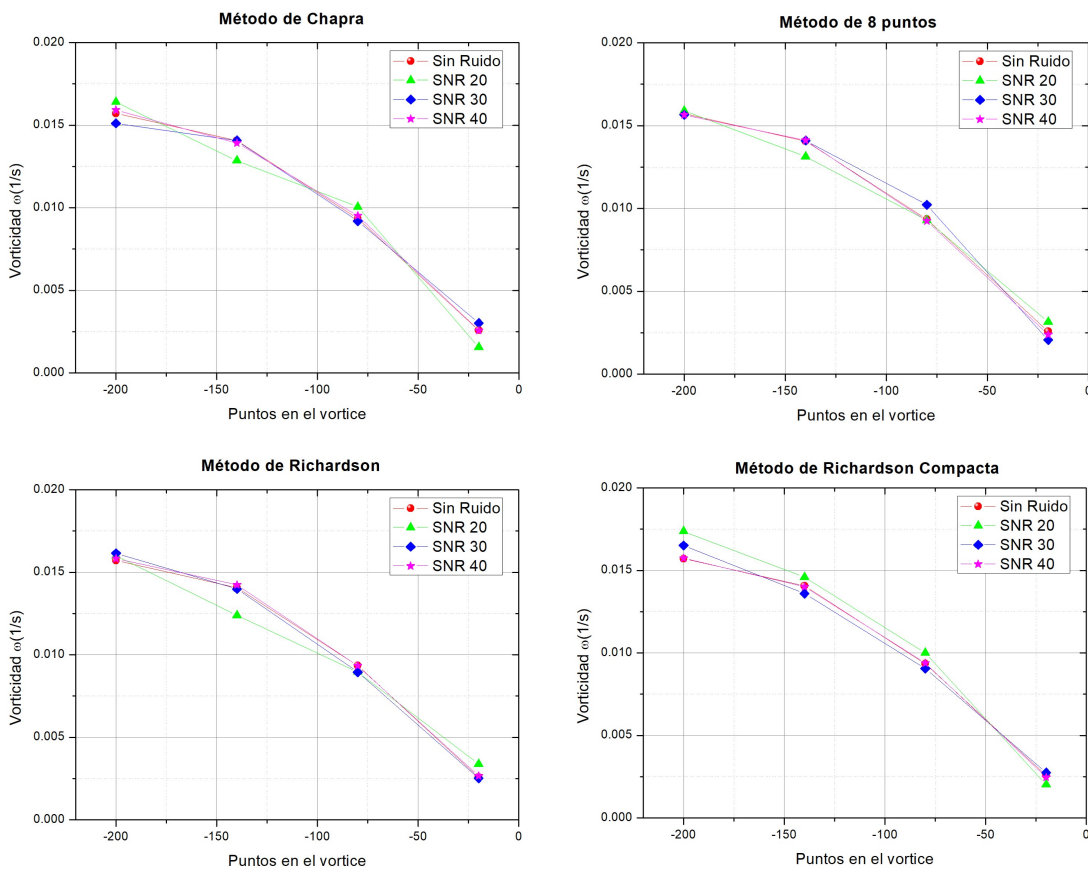 Método de Chapra
0.020
0.015
0.010
0.005
0.000
Vorticidad ω(1/s)
Sin Ruido
SNR 20
SNR 30
SNR 40
-200
-150
-100
-50
0
Puntos en el vortice
Método de 8 puntos
0.020
0.015
0.010
0.005
0.000
Vorticidad ω(1/s)
Sin Ruido
SNR 20
SNR 30
SNR 40
-200
-150
-100
-50
0
Puntos en el vortice
Método de Richardson
0.020
0.015
0.010
0.005
0.000
Vorticidad ω(1/s)
Sin Ruido
SNR 20
SNR 30
SNR 40
-200
-150
-100
-50
0
Puntos en el vortice
Método de Richardson Compacta
0.020
0.015
0.010
0.005
0.000
Vorticidad ω(1/s)
Sin Ruido
SNR 20
SNR 30
SNR 40
-200
-150
-100
-50
0
Puntos en el vortice